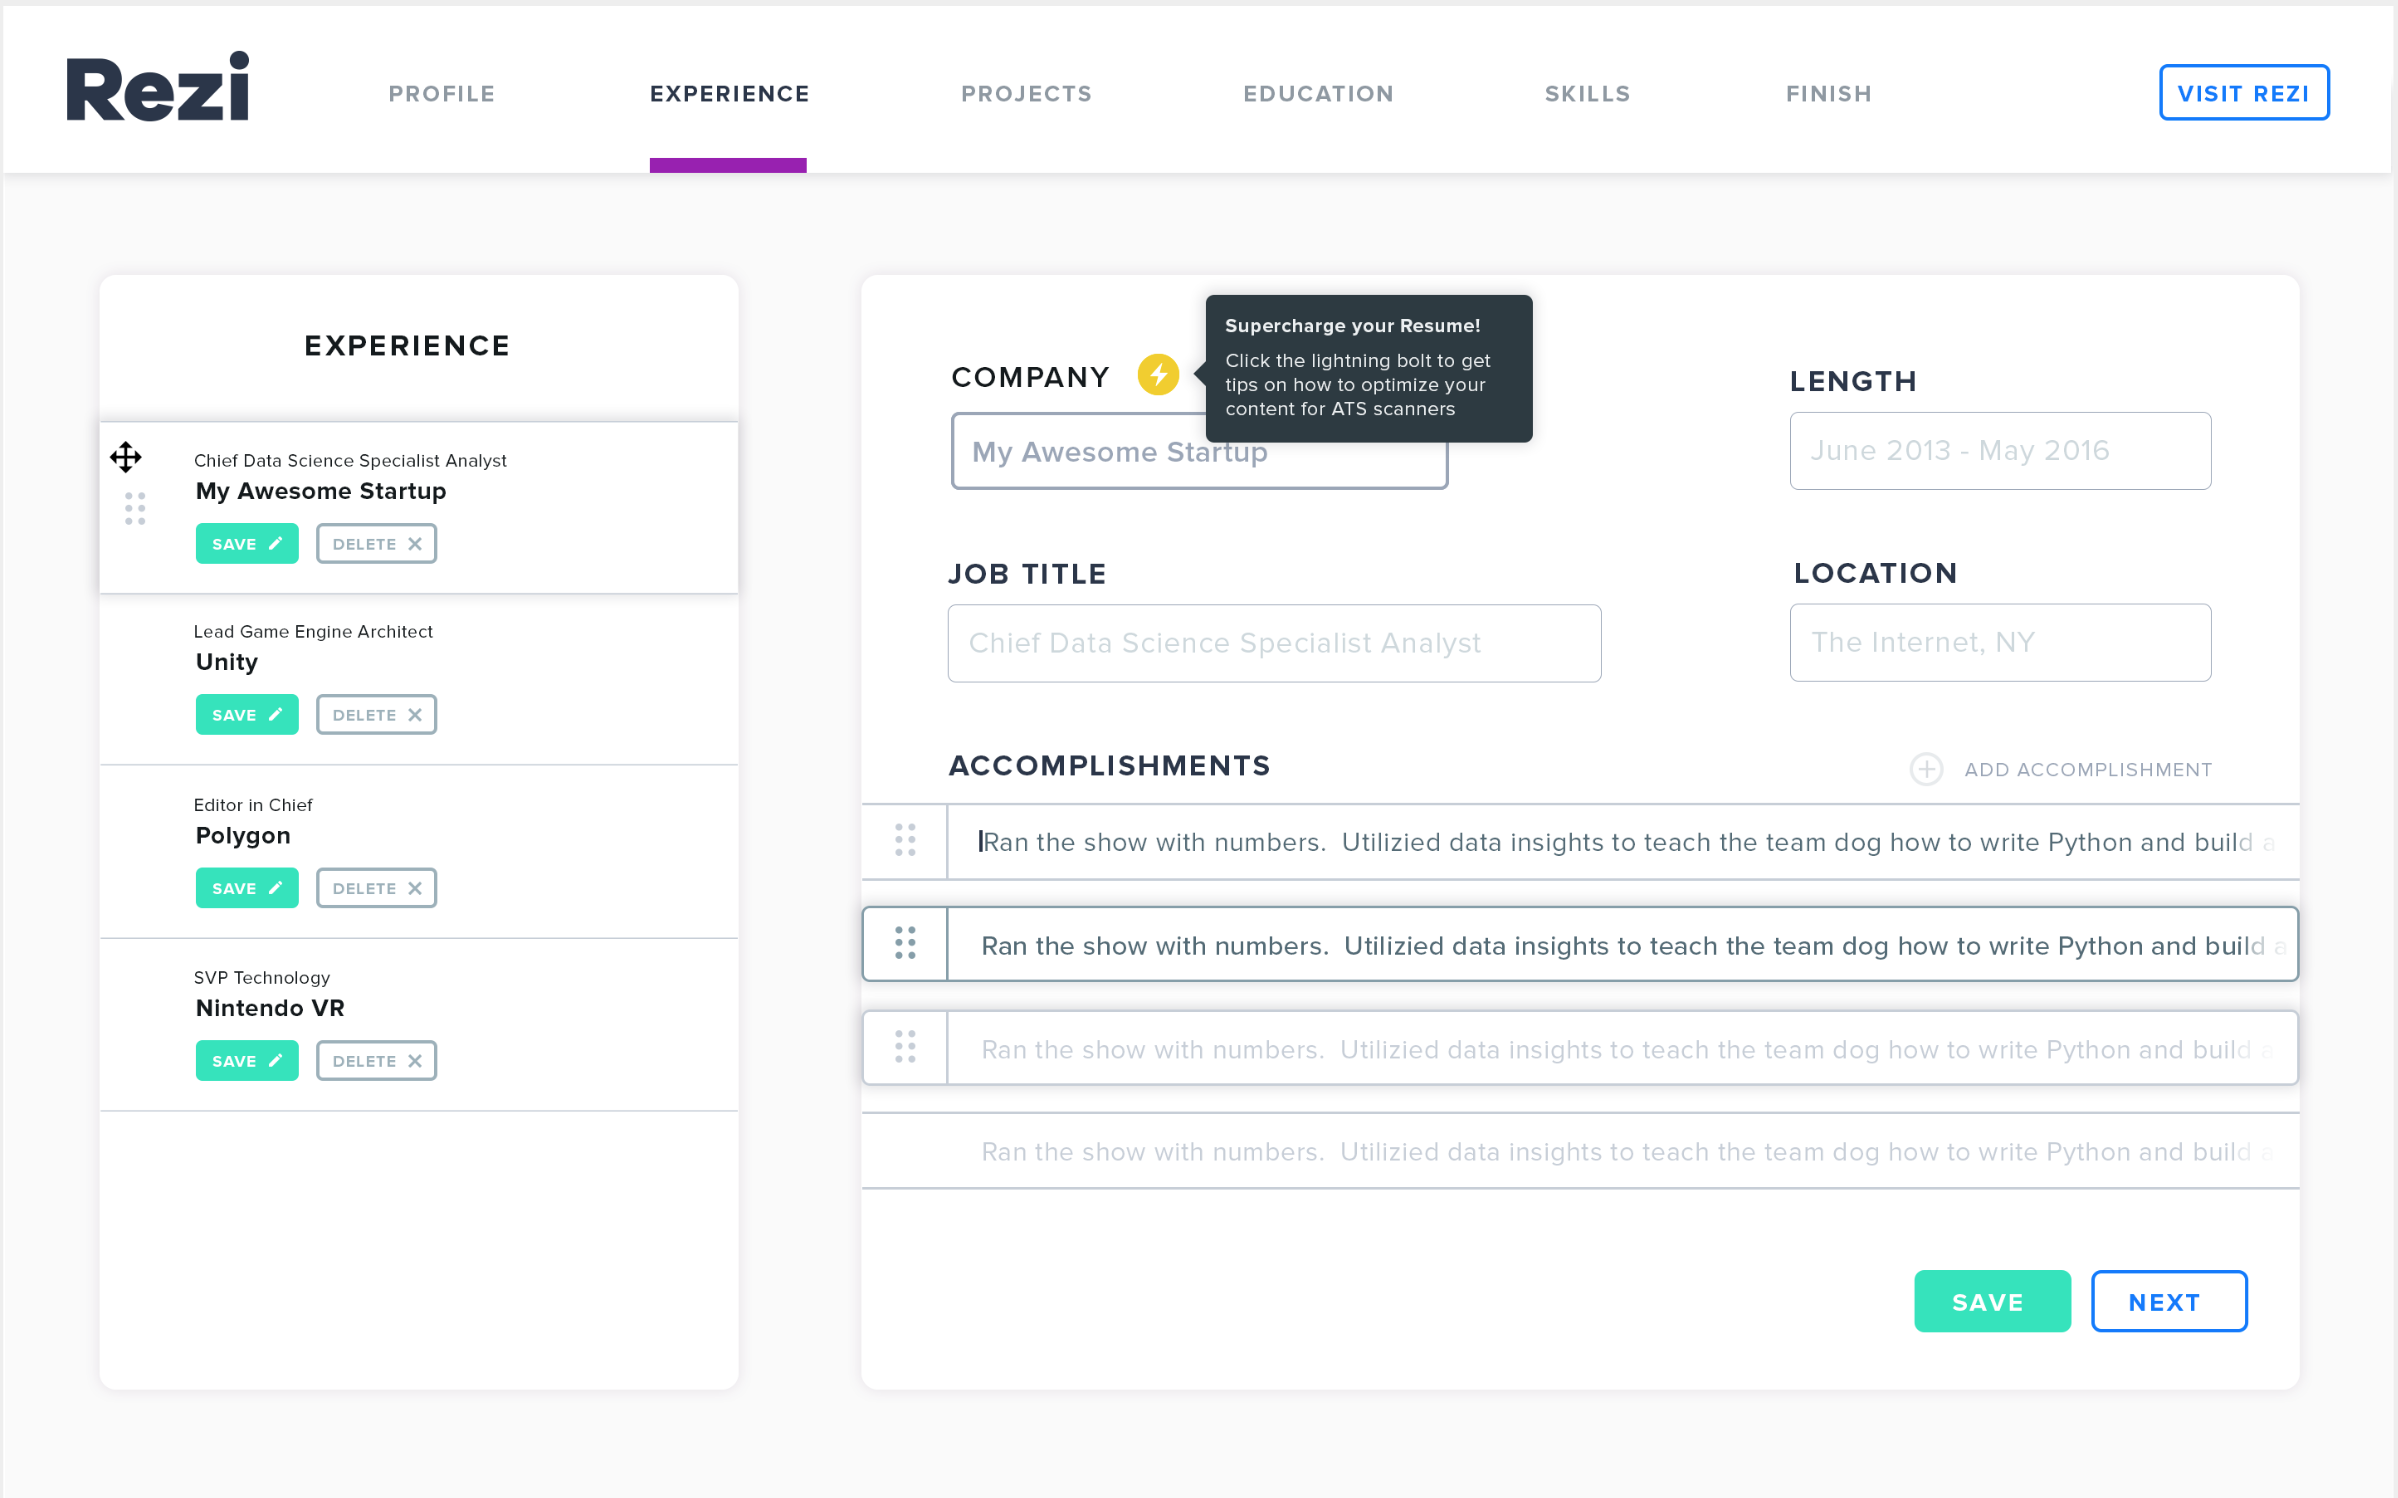 Rezi
PROFILE
EXPERIENCE
PROJECTS
EDUCATION
SKILLS
FINISH
VISIT REZI
EXPERIENCE
Chief Data Science Specialist Analyst
My Awesome Startup
SAVE
DELETE
Lead Game Engine Architect
Unity
SAVE
DELETE
Editor in Chief
Polygon
SAVE
DELETE
SVP Technology
Nintendo VR
SAVE
DELETE
COMPANY
Supercharge your Resume!
Click the lightning bolt to get
tips on how to optimize your
content for ATS scanners
My Awesome Startup
LENGTH
June 2013 - May 2016
JOB TITLE
Chief Data Science Specialist Analyst
LOCATION
The Internet, NY
ACCOMPLISHMENTS
ADD ACCOMPLISHMENT
Ran the show with numbers. Utilizied data insights to teach the team dog how to write Python and build a
Ran the show with numbers. Utilizied data insights to teach the team dog how to write Python and build a
Ran the show with numbers. Utilizied data insights to teach the team dog how to write Python and build a
Ran the show with numbers. Utilizied data insights to teach the team dog how to write Python and build a
SAVE
NEXT